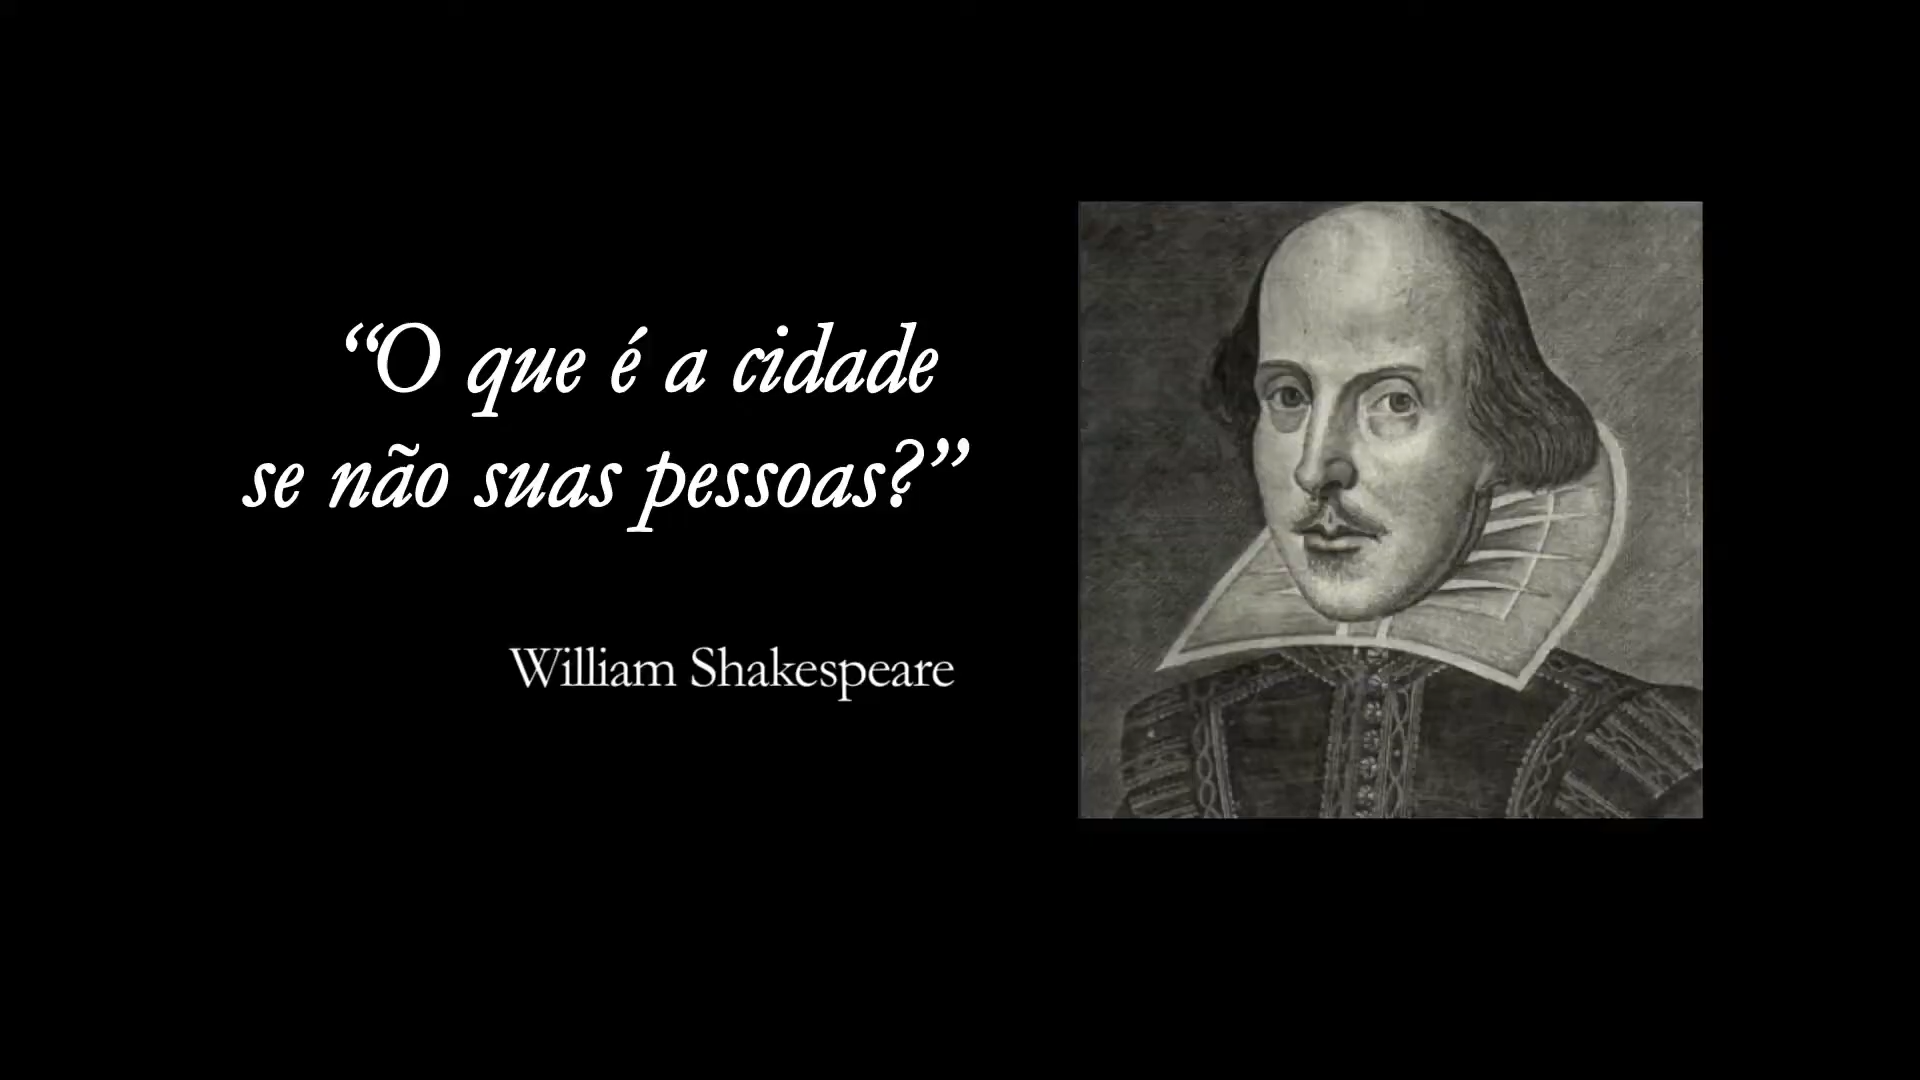 “O que é a cidade
se não suas pessoas?”
William Shakespeare